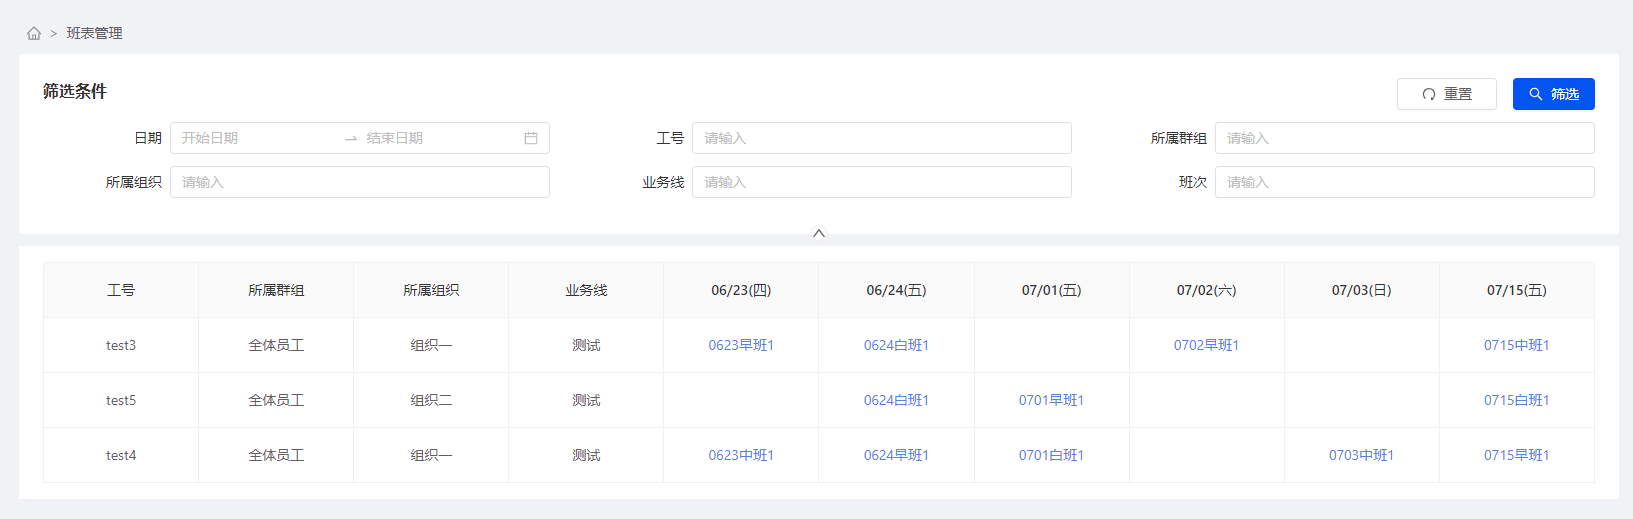 > 班表管理
筛选条件
重置 筛选
日期 开始日期 结束日期 工号 请输入 所属群组 请输入
所属组织 请输入 业务线 请输入 班次 请输入
工号 所属群组 所属组织 业务线 06/23(四) 06/24(五) 07/01(五) 07/02(六) 07/03(日) 07/15(五)
test3 全体员工 组织一 测试 0623早班1 0624白班1 0702早班1 0715中班1
test5 全体员工 组织二 测试 0624白班1 0701早班1 0715白班1
test4 全体员工 组织一 测试 0623中班1 0624早班1 0701白班1 0703中班1 0715早班1